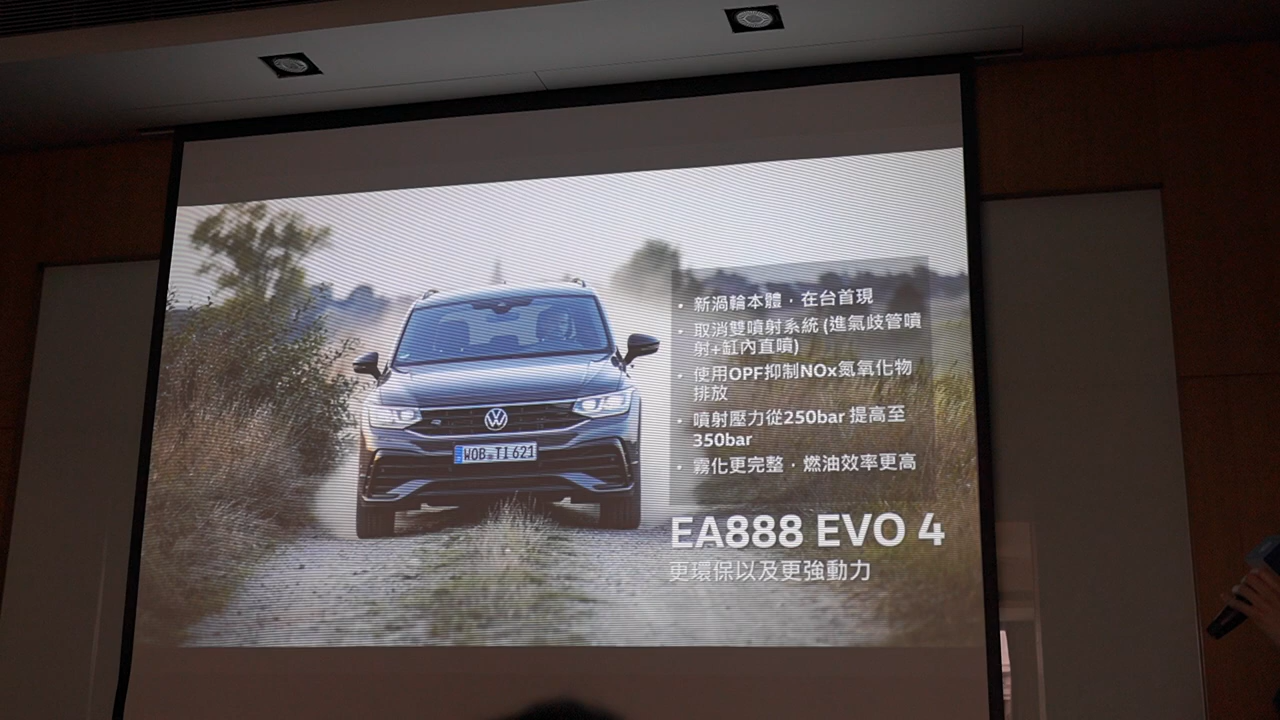 新渦輪本體，在台首現
取消雙噴射系統 (進氣歧管噴
射+缸內直噴)
使用OPF抑制NOx氮氧化物
排放
噴射壓力從250bar 提高至
350bar
霧化更完整，燃油效率更高
WOB TI 621
EA888 EVO 4
更環保以及更強動力